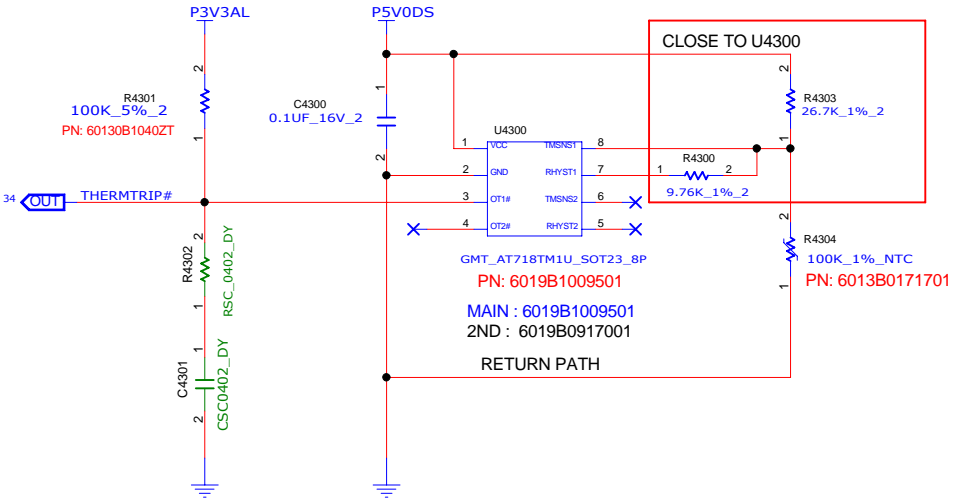 P3V3AL
P5V0DS
CLOSE TO U4300
2
R4301
100K_5%_2
PN: 60130B1040ZT
1
C4300
0.1UF_16V_2
1
2
2
R4303
26.7K_1%_2
1
U4300
1 VCC TMSNS1 8
2 GND RHYST1 7
3 OT1# TMSNS2 6
4 OT2# RHYST2 5
R4300
1 2
9.76K_1%_2
34 OUT THERMTRIP#
2
R4304
100K_1%_NTC
PN: 6013B0171701
1
GMT_AT718TM1U_SOT23_8P
PN: 6019B1009501
MAIN : 6019B1009501
2ND : 6019B0917001
RETURN PATH
2
R4302
RSC_0402_DY
1
1
C4301
CSC0402_DY
2